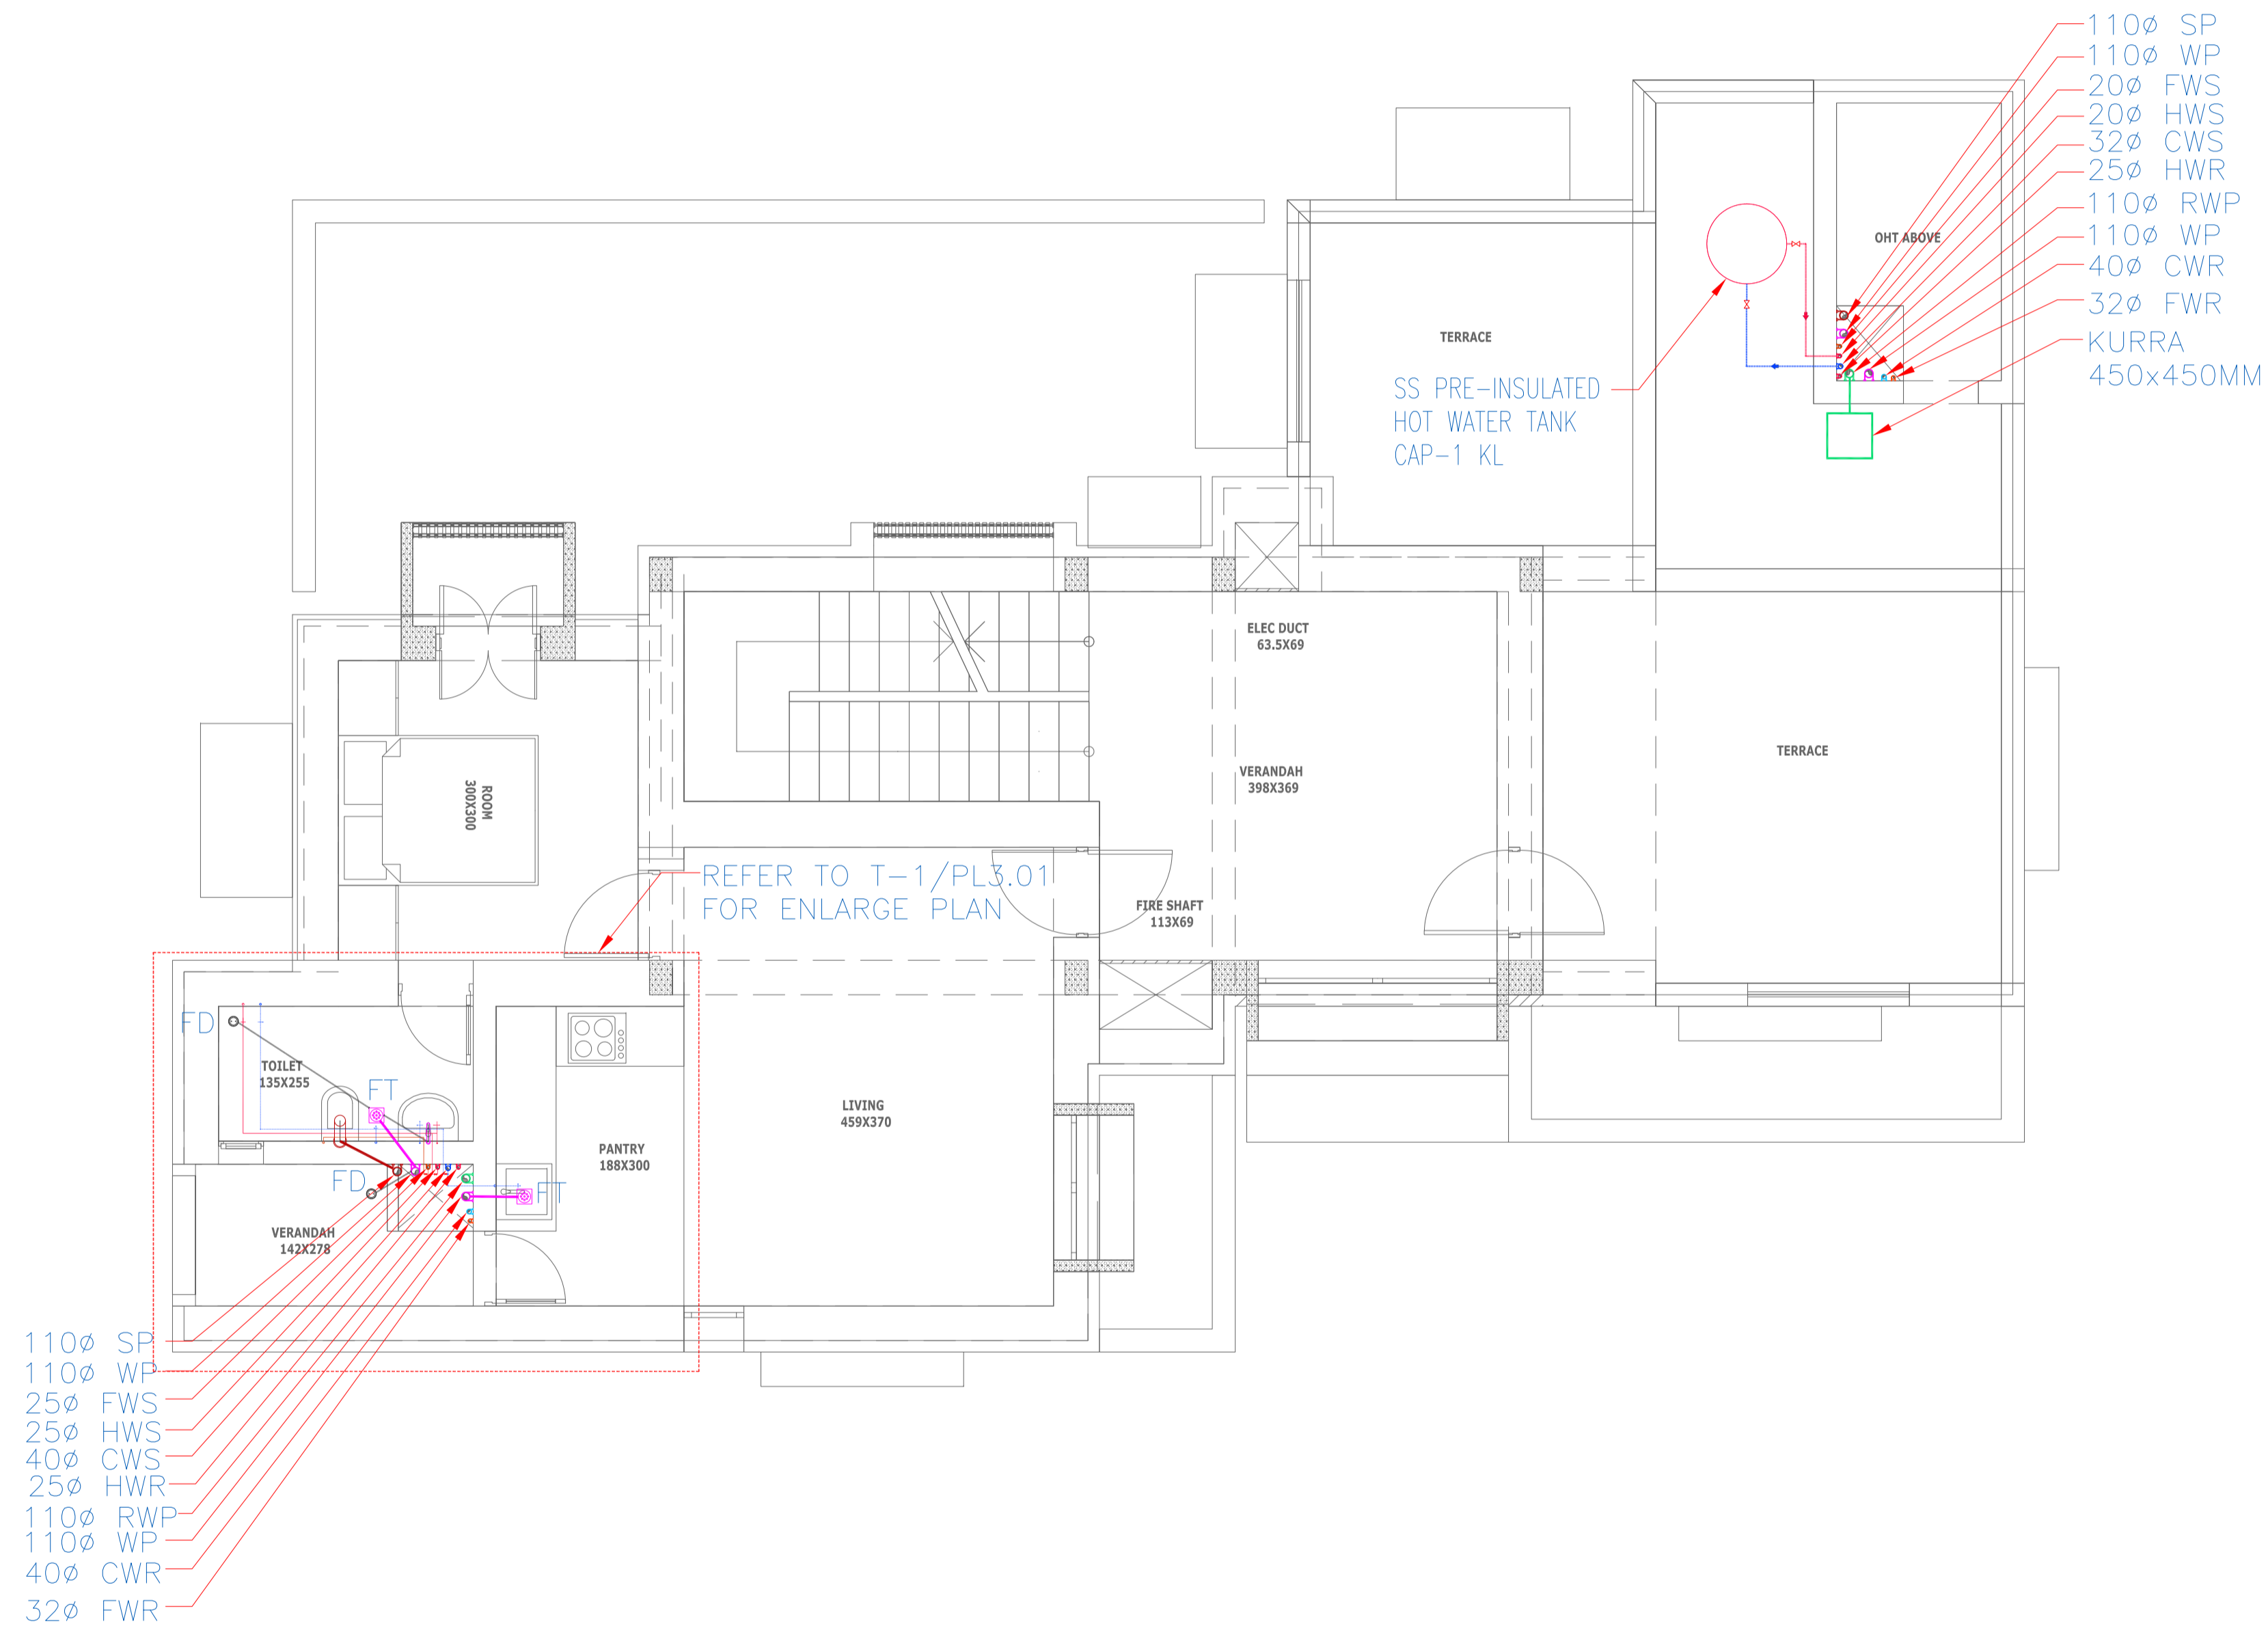 110ø SP
110ø WP
20ø FWS
20ø HWS
32ø CWS
25ø HWR
110ø RWP
110ø WP
40ø CWR
32ø FWR
KURRA
450x450MM
OHT ABOVE
TERRACE
SS PRE-INSULATED
HOT WATER TANK
CAP-1 KL
ELEC DUCT
63.5X69
TERRACE
VERANDAH
398X369
ROOM
300X300
REFER TO T-1/PL3.01
FOR ENLARGE PLAN
FIRE SHAFT
113X69
FD
TOILET
135X255
FT
LIVING
459X370
PANTRY
188X300
FD
FT
VERANDAH
142X278
110ø SP
110ø WP
25ø FWS
25ø HWS
40ø CWS
25ø HWR
110ø RWP
110ø WP
40ø CWR
32ø FWR